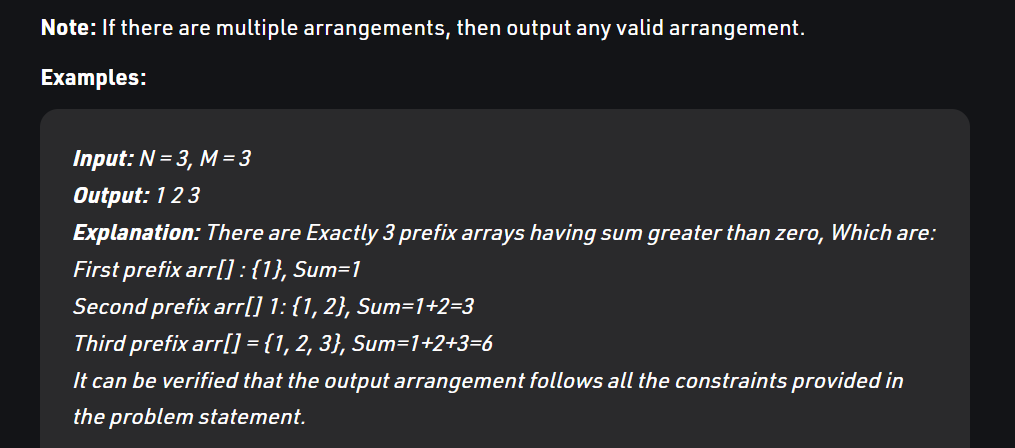 Note: If there are multiple arrangements, then output any valid arrangement.
Examples:
Input: N = 3, M = 3
Output: 1 2 3
Explanation: There are Exactly 3 prefix arrays having sum greater than zero, Which are:
First prefix arr[] : {1}, Sum=1
Second prefix arr[] 1: {1, 2}, Sum=1+2=3
Third prefix arr[] = {1, 2, 3}, Sum=1+2+3=6
It can be verified that the output arrangement follows all the constraints provided in
the problem statement.